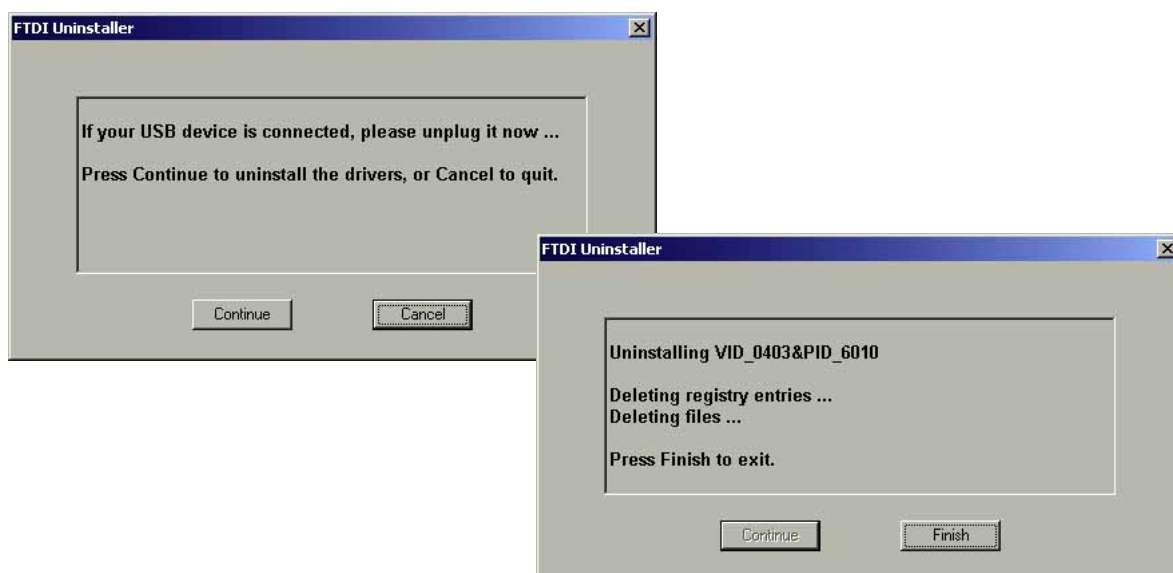 FTDI Uninstaller
If your USB device is connected, please unplug it now ...
Press Continue to uninstall the drivers, or Cancel to quit.
Continue
Cancel
FTDI Uninstaller
Uninstalling VID_0403&PID_6010
Deleting registry entries ...
Deleting files ...
Press Finish to exit.
Continue
Finish